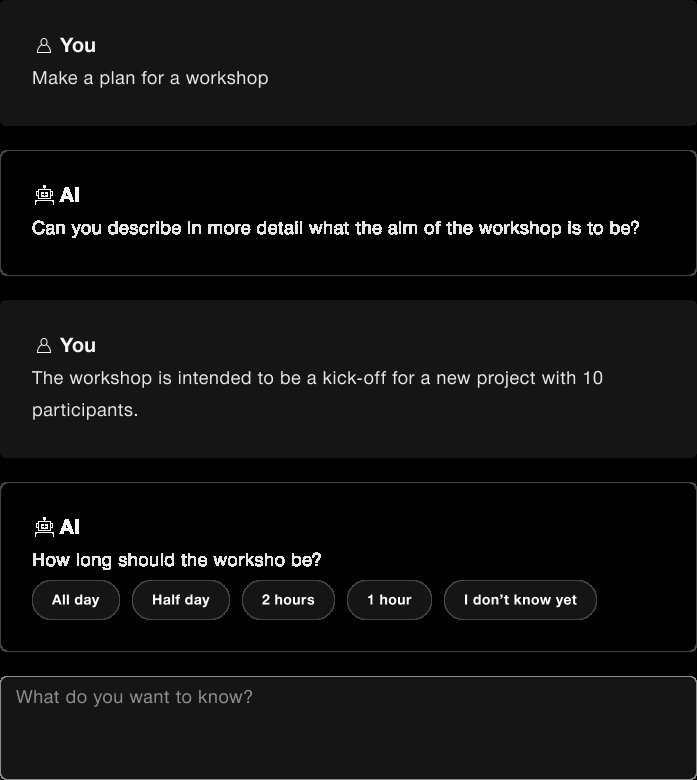 You
Make a plan for a workshop
AI
Can you describe in more detail what the aim of the workshop is to be?
You
The workshop is intended to be a kick-off for a new project with 10
participants.
AI
How long should the worksho be?
All day Half day 2 hours 1 hour I don’t know yet
What do you want to know?